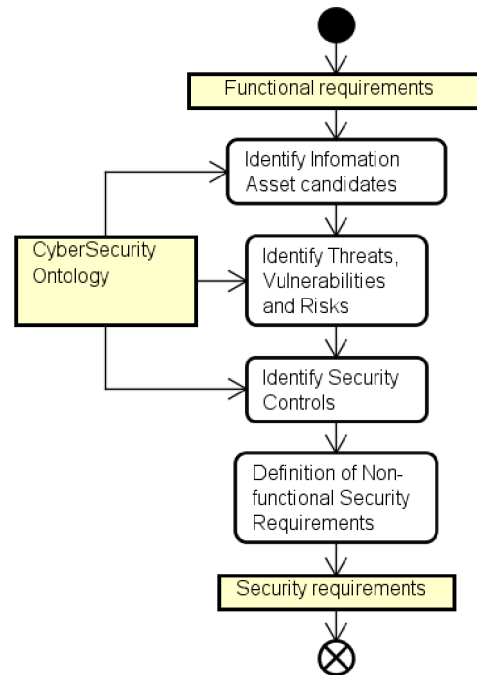 Functional requirements
Identify Infomation
Asset candidates
CyberSecurity
Ontology
Identify Threats,
Vulnerabilities
and Risks
Identify Security
Controls
Definition of Non-
functional Security
Requirements
Security requirements